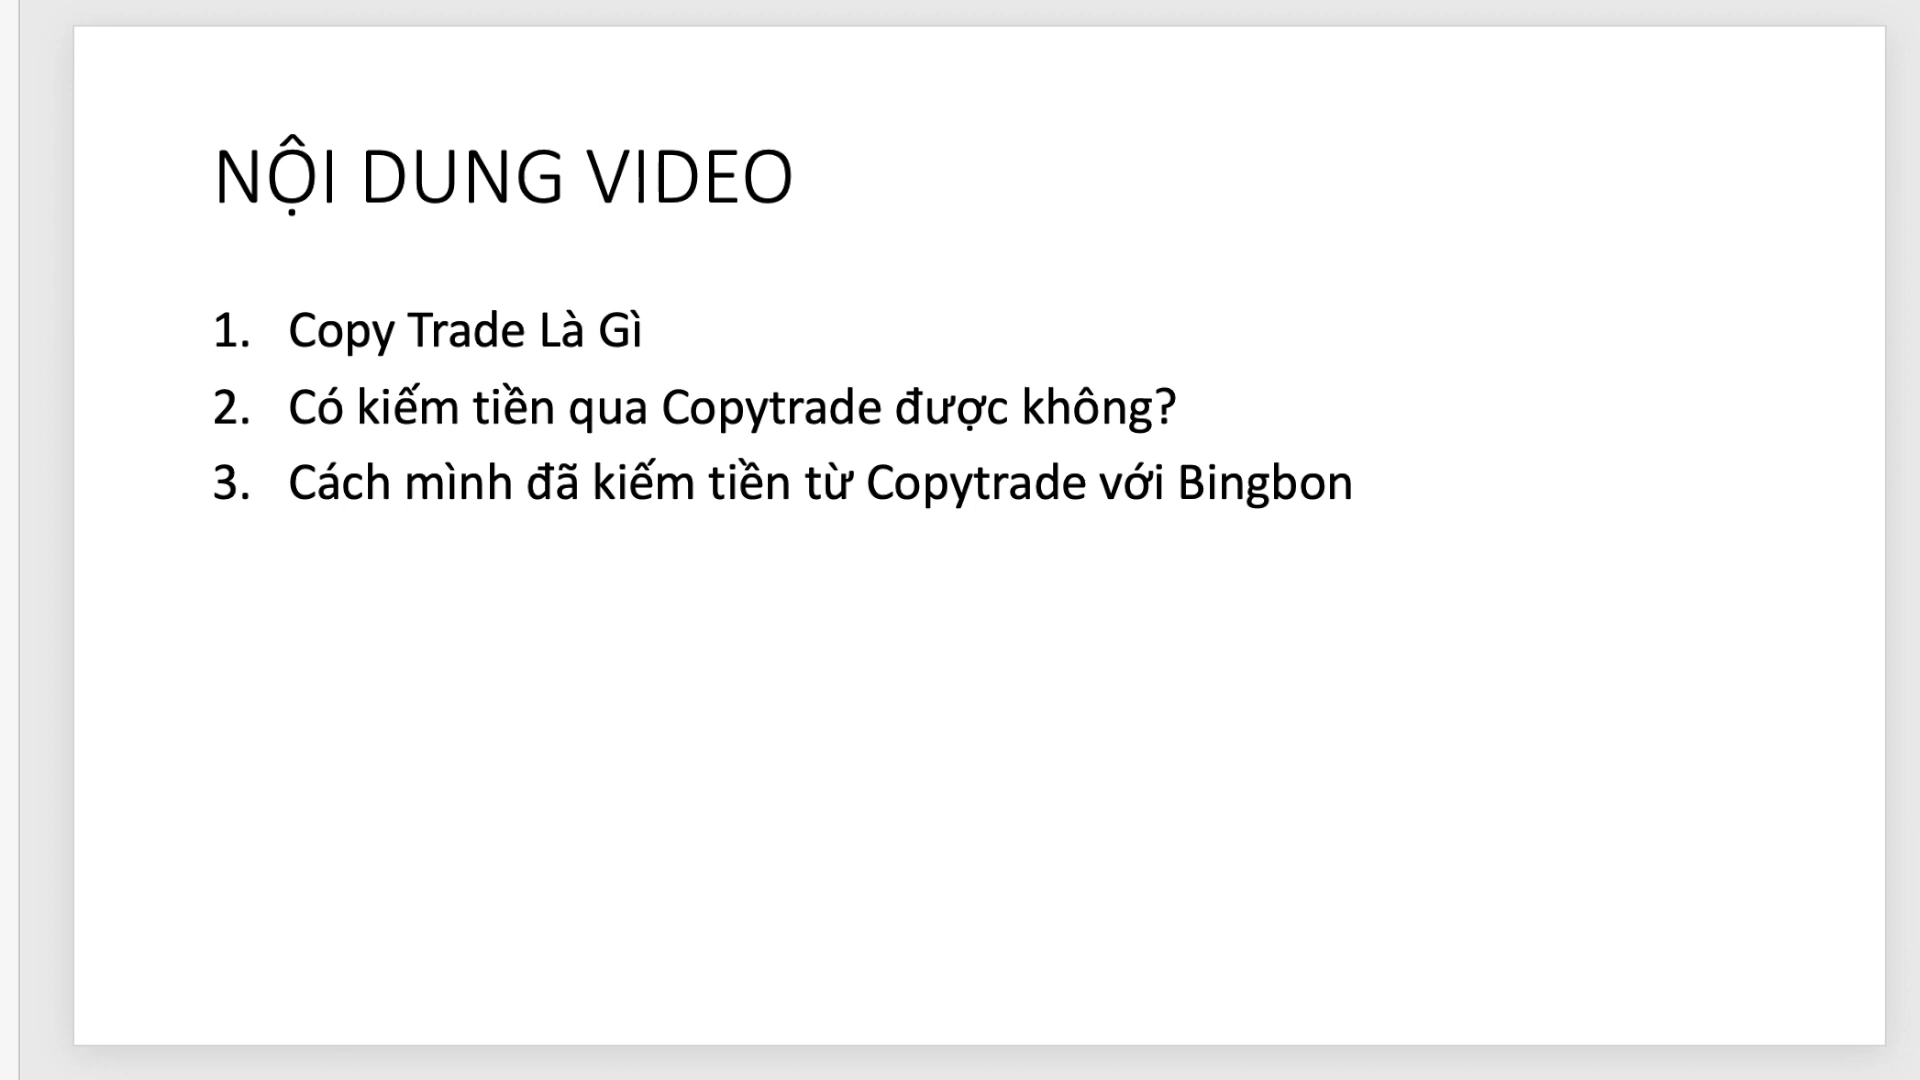 NỘI DUNG VIDEO
1. Copy Trade Là Gì
2. Có kiếm tiền qua Copytrade được không?
3. Cách mình đã kiếm tiền từ Copytrade với Bingbon